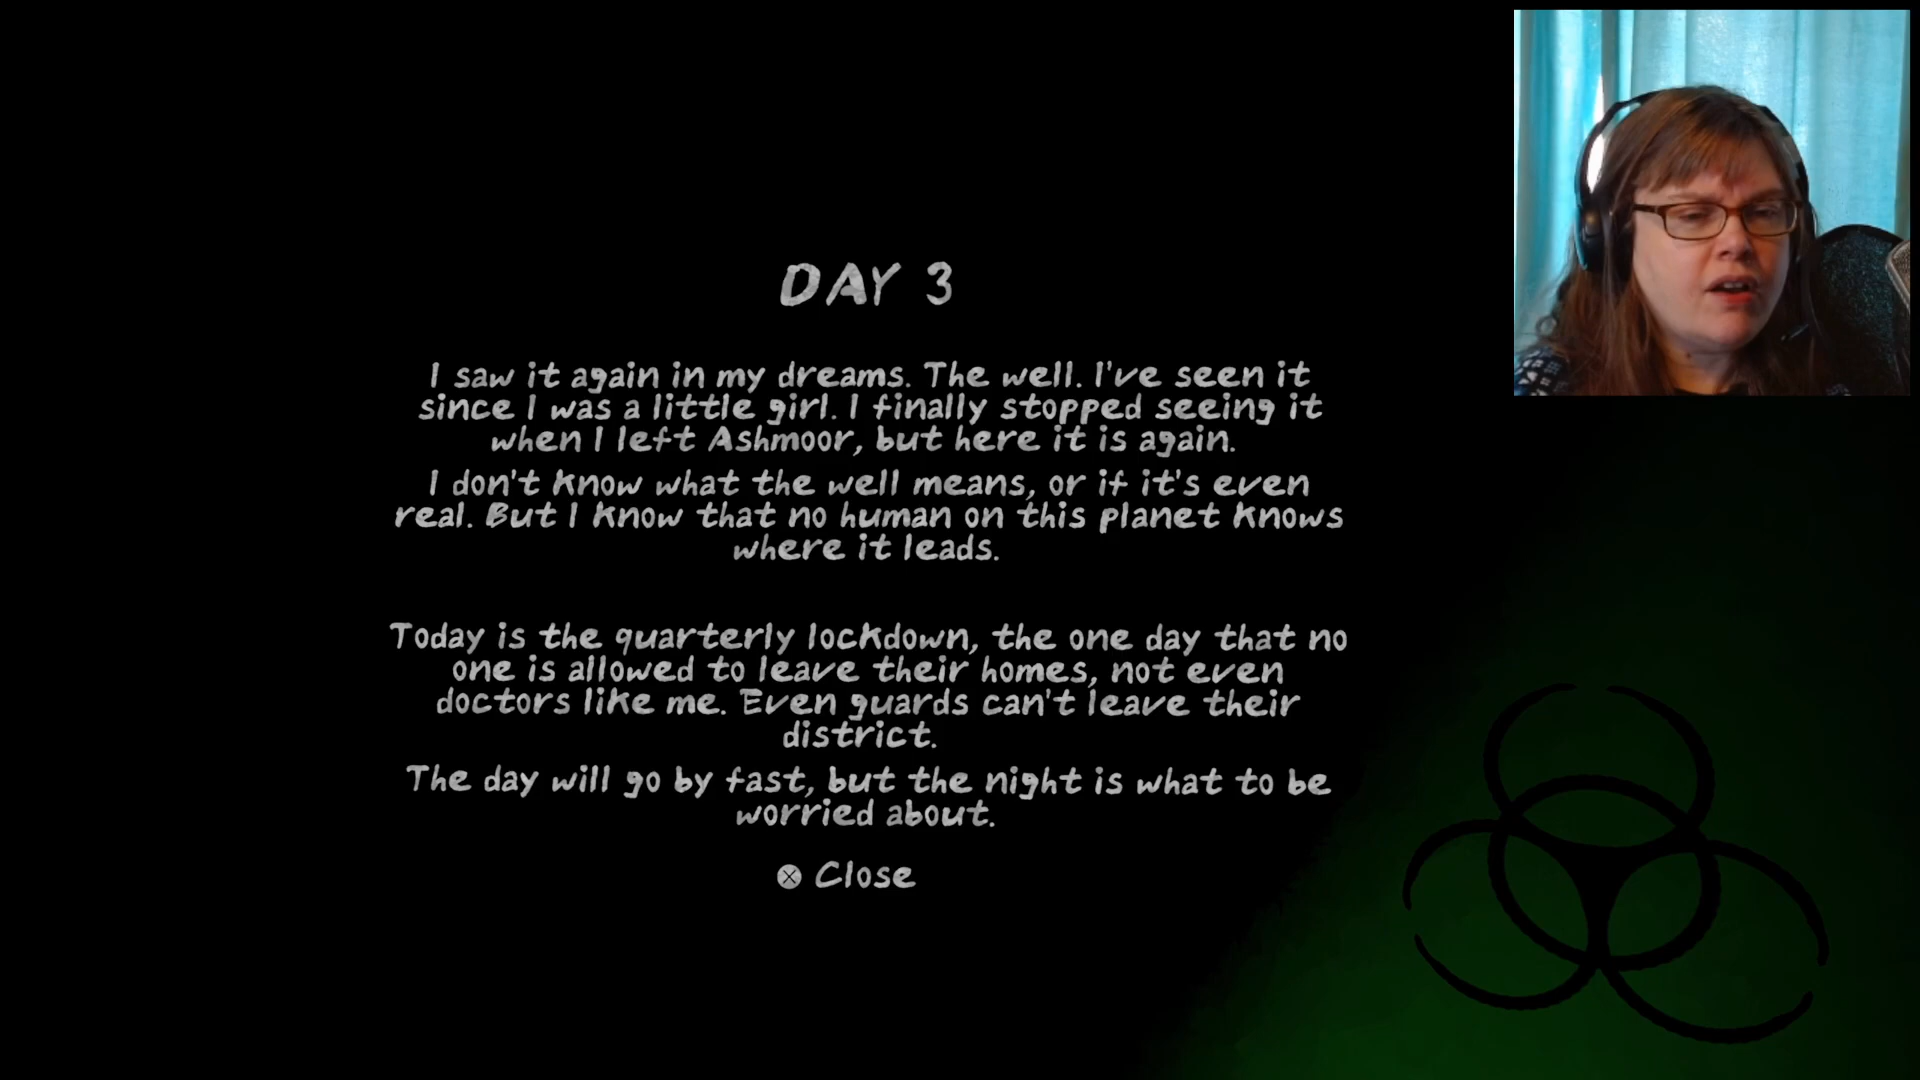 DAY 3
I saw it again in my dreams. The well. I've seen it
since I was a little girl. I finally stopped seeing it
when I left Ashmoor, but here it is again.
I don't know what the well means, or if it's even
real. But I know that no human on this planet knows
where it leads.
Today is the quarterly lockdown, the one day that no
one is allowed to leave their homes, not even
doctors like me. Even guards can't leave their
district.
The day will go by fast, but the night is what to be
worried about.
Close